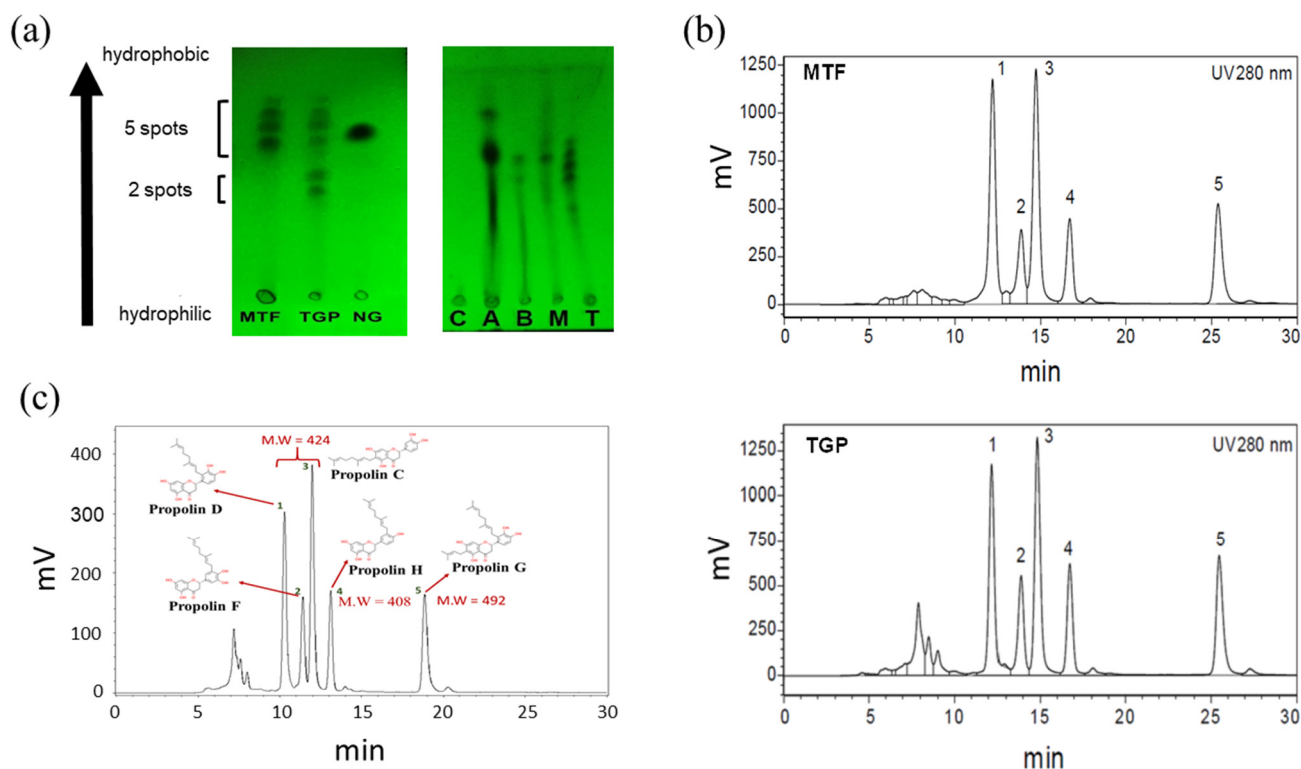 (a)
hydrophobic
5 spots
2 spots
hydrophilic
MTF TGP NG
C A B M T
(b)
MTF
UV280 nm
1 2 3 4 5
1250
1000
750
500
250
0
mV
0 5 10 15 20 25 30
min
TGP
UV280 nm
1 2 3 4 5
1250
1000
750
500
250
0
mV
0 5 10 15 20 25 30
min
(c)
400
300
200
100
0
mV
M.W = 424
Propolin C
Propolin D
Propolin H
Propolin G
Propolin F
M.W = 408
M.W = 492
1 2 3 4 5
0 5 10 15 20 25 30
min